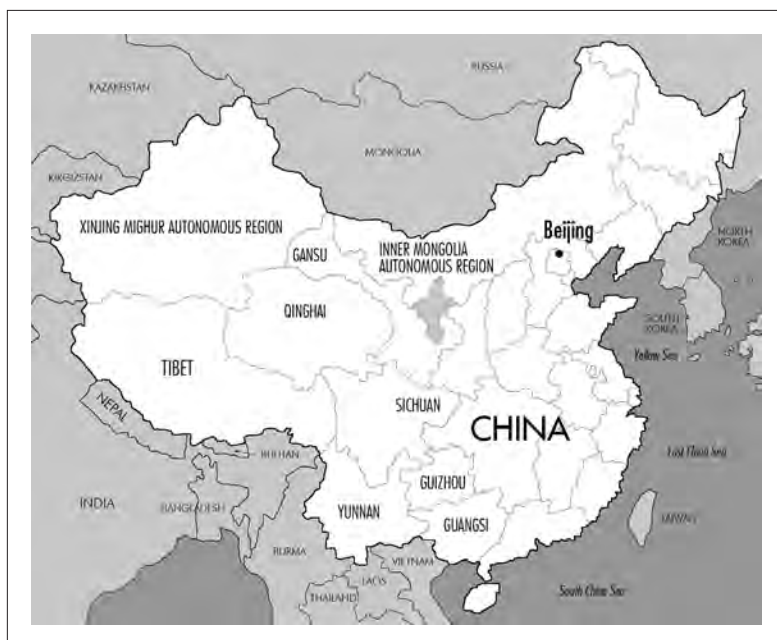 RUSSIA
KAZAKHSTAN
MONGOLIA
KIRGIZSTAN
XINJING MIGHUR AUTONOMOUS REGION
Beijing
NORTH
KOREA
GANSU
INNER MONGOLIA
AUTONOMOUS REGION
QINGHAI
SOUTH
KOREA
Yellow Sea
TIBET
NEPAL
SICHUAN
CHINA
East China Sea
BHUTAN
INDIA
BANGLADESH
GUIZHOU
YUNNAN
GUANGSI
TAIWAN
BURMA
VIETNAM
LAOS
THAILAND
South China Sea